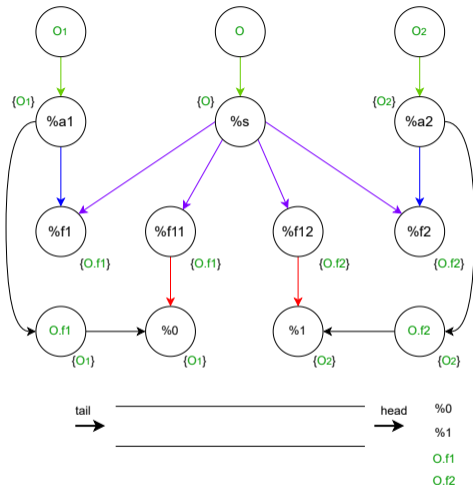 O1
O
O2
{O1}
{O}
{O2}
%a1
%s
%a2
%f1
%f11
%f12
%f2
{O.f1}
{O.f1}
{O.f2}
{O.f2}
O.f1
%0
%1
O.f2
{O1}
{O1}
{O2}
{O2}
tail
head
%0
%1
O.f1
O.f2